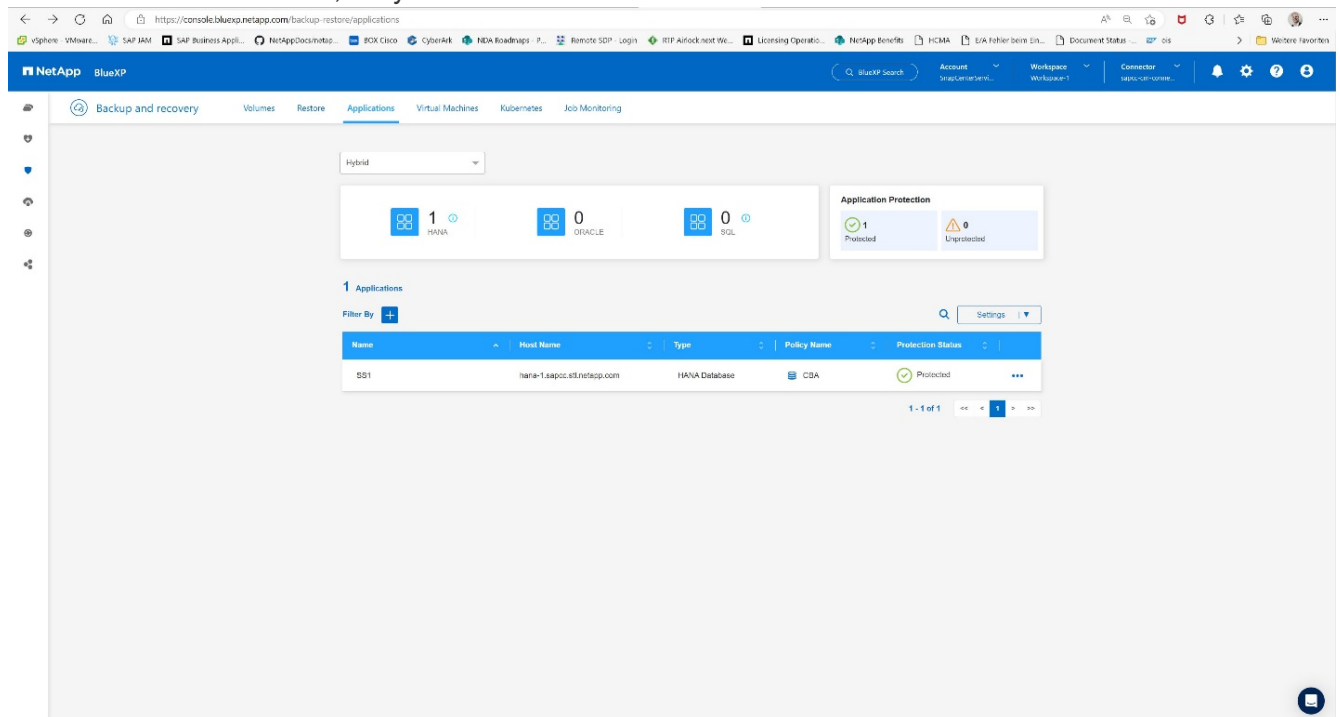 https://console.bluexp.netapp.com/backup-restore/applications
vSphere - VMware... SAP JAM SAP Business Appli... NetAppDocs/netap... BOX Cisco CyberArk NDA Roadmaps - P... Remote SDP - Login RTP Airlock.next We... Licensing Operatio... NetApp Benefits HCMA E/A Fehler beim Ein... Document Status -... Weitere Favoriten
NetApp BlueXP
BlueXP Search
Account
SnapCenterServi...
Workspace
Workspace-1
Connector
Backup and recovery Volumes Restore Applications Virtual Machines Kubernetes Job Monitoring
Hybrid
1
HANA
0
ORACLE
0
SQL
Application Protection
1
Protected
0
Unprotected
1 Applications
Filter By +
Settings
Name Host Name Type Policy Name Protection Status
SS1 hana-1.sapcc.stl.netapp.com HANA Database CBA Protected
1 - 1 of 1 << < 1 > >>